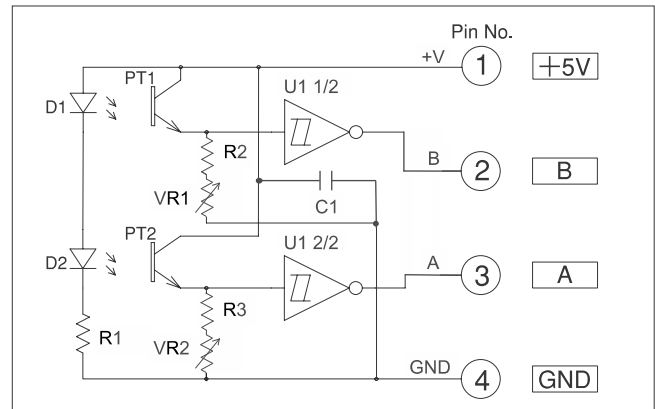 Pin No.
+V
1
+5V
PT1
U1 1/2
D1
R2
B
2
B
VR1
C1
PT2
U1 2/2
D2
A
3
A
R3
R1
VR2
GND
4
GND